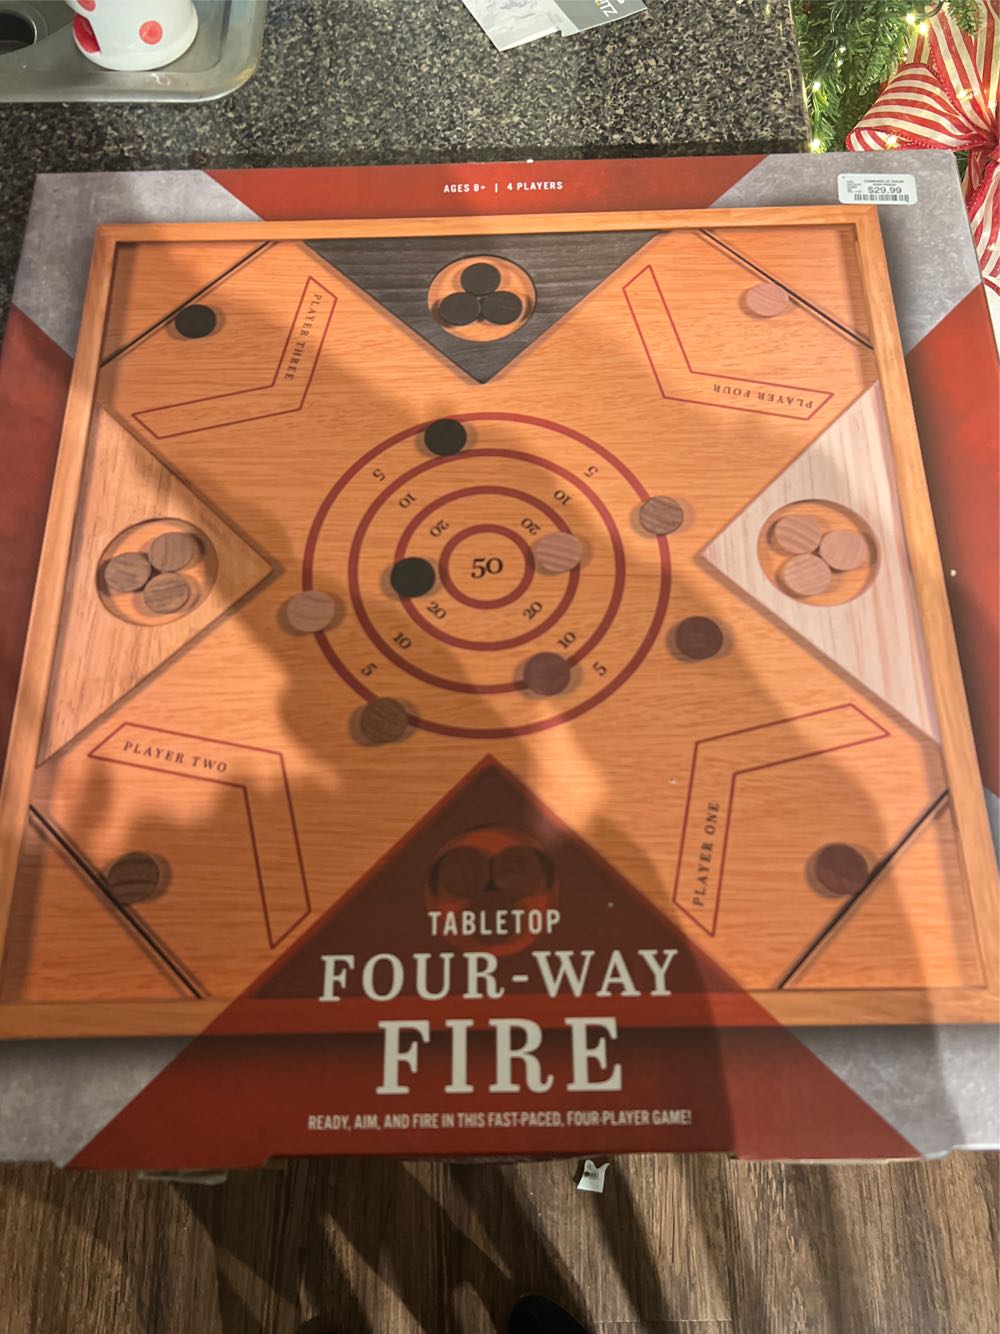 AGES 8+ | 4 PLAYERS
$29.99
PLAYER THREE
PLAYER FOUR
5
5
10
10
20
20
50
20
20
10
10
5
5
PLAYER TWO
PLAYER ONE
TABLETOP
FOUR-WAY
FIRE
READY, AIM, AND FIRE IN THIS FAST-PACED, FOUR-PLAYER GAME!